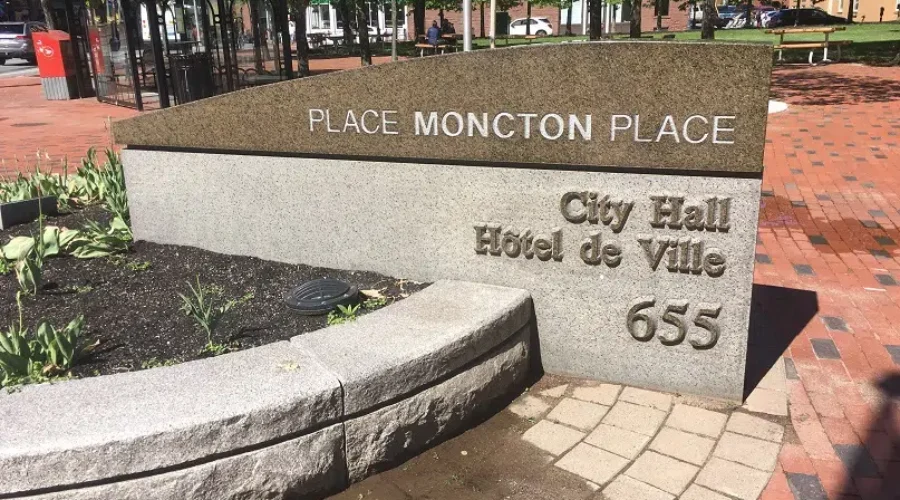 PLACE MONCTON PLACE
City Hall
Hôtel de Ville
655